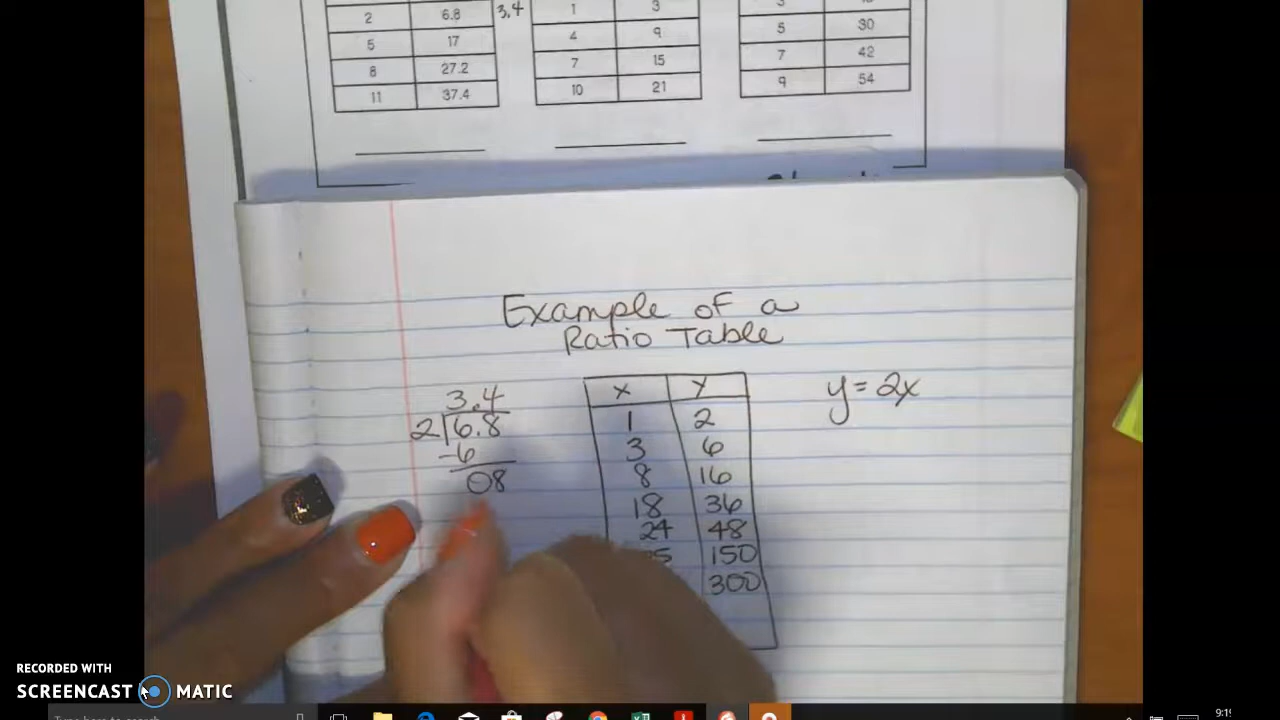 2 6.8 3.4 1 3
5 17 4 9 5 30
8 27.2 7 15 7 42
11 37.4 10 21 9 54
Example of a
Ratio Table
3.4
2 6.8
-6
08
x y
1 2
3 6
8 16
18 36
24 48
150
300
y = 2x
RECORDED WITH
SCREENCAST MATIC